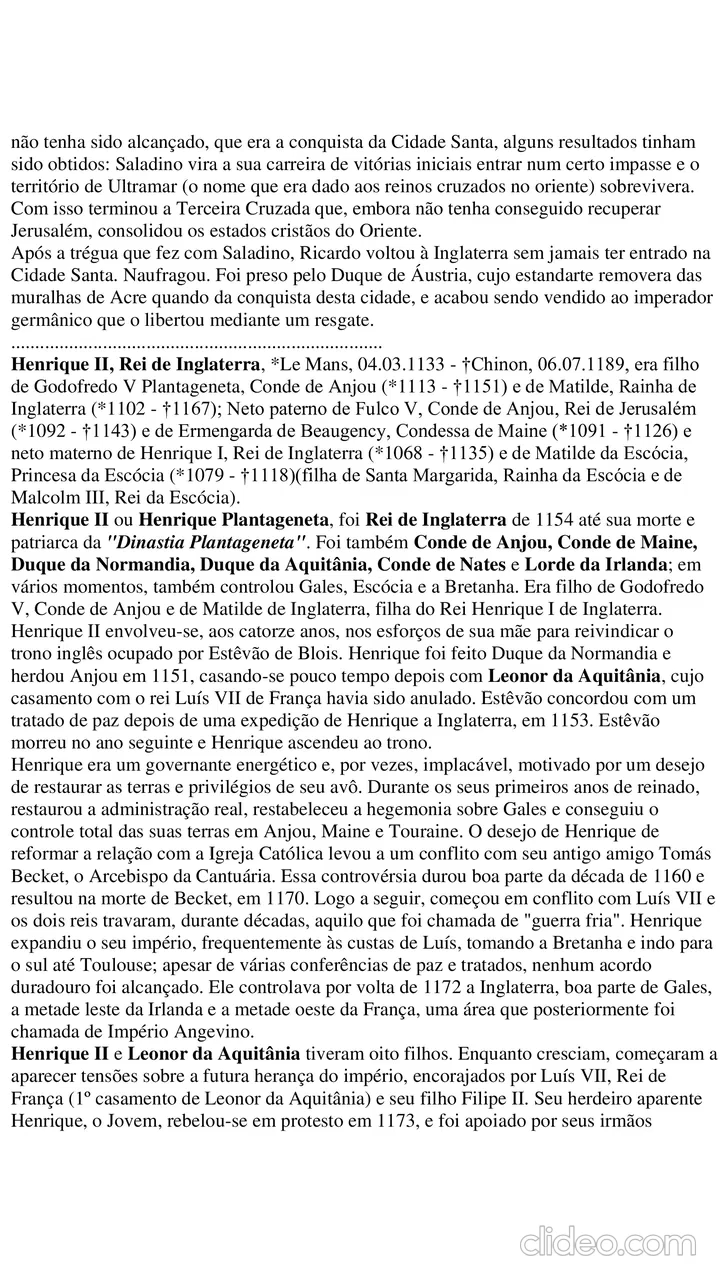 não tenha sido alcançado, que era a conquista da Cidade Santa, alguns resultados tinham
sido obtidos: Saladino vira a sua carreira de vitórias iniciais entrar num certo impasse e o
território de Ultramar (o nome que era dado aos reinos cruzados no oriente) sobrevivera.
Com isso terminou a Terceira Cruzada que, embora não tenha conseguido recuperar
Jerusalém, consolidou os estados cristãos do Oriente.
Após a trégua que fez com Saladino, Ricardo voltou à Inglaterra sem jamais ter entrado na
Cidade Santa. Naufragou. Foi preso pelo Duque de Áustria, cujo estandarte removera das
muralhas de Acre quando da conquista desta cidade, e acabou sendo vendido ao imperador
germânico que o libertou mediante um resgate.
..............................................................................
Henrique II, Rei de Inglaterra, *Le Mans, 04.03.1133 - †Chinon, 06.07.1189, era filho
de Godofredo V Plantageneta, Conde de Anjou (*1113 - †1151) e de Matilde, Rainha de
Inglaterra (*1102 - †1167); Neto paterno de Fulco V, Conde de Anjou, Rei de Jerusalém
(*1092 - †1143) e de Ermengarda de Beaugency, Condessa de Maine (*1091 - †1126) e
neto materno de Henrique I, Rei de Inglaterra (*1068 - †1135) e de Matilde da Escócia,
Princesa da Escócia (*1079 - †1118)(filha de Santa Margarida, Rainha da Escócia e de
Malcolm III, Rei da Escócia).
Henrique II ou Henrique Plantageneta, foi Rei de Inglaterra de 1154 até sua morte e
patriarca da "Dinastia Plantageneta". Foi também Conde de Anjou, Conde de Maine,
Duque da Normandia, Duque da Aquitânia, Conde de Nates e Lorde da Irlanda; em
vários momentos, também controlou Gales, Escócia e a Bretanha. Era filho de Godofredo
V, Conde de Anjou e de Matilde de Inglaterra, filha do Rei Henrique I de Inglaterra.
Henrique II envolveu-se, aos catorze anos, nos esforços de sua mãe para reivindicar o
trono inglês ocupado por Estêvão de Blois. Henrique foi feito Duque da Normandia e
herdou Anjou em 1151, casando-se pouco tempo depois com Leonor da Aquitânia, cujo
casamento com o rei Luís VII de França havia sido anulado. Estêvão concordou com um
tratado de paz depois de uma expedição de Henrique a Inglaterra, em 1153. Estêvão
morreu no ano seguinte e Henrique ascendeu ao trono.
Henrique era um governante energético e, por vezes, implacável, motivado por um desejo
de restaurar as terras e privilégios de seu avô. Durante os seus primeiros anos de reinado,
restaurou a administração real, restabeleceu a hegemonia sobre Gales e conseguiu o
controle total das suas terras em Anjou, Maine e Touraine. O desejo de Henrique de
reformar a relação com a Igreja Católica levou a um conflito com seu antigo amigo Tomás
Becket, o Arcebispo da Cantuária. Essa controvérsia durou boa parte da década de 1160 e
resultou na morte de Becket, em 1170. Logo a seguir, começou em conflito com Luís VII e
os dois reis travaram, durante décadas, aquilo que foi chamada de "guerra fria". Henrique
expandiu o seu império, frequentemente às custas de Luís, tomando a Bretanha e indo para
o sul até Toulouse; apesar de várias conferências de paz e tratados, nenhum acordo
duradouro foi alcançado. Ele controlava por volta de 1172 a Inglaterra, boa parte de Gales,
a metade leste da Irlanda e a metade oeste da França, uma área que posteriormente foi
chamada de Império Angevino.
Henrique II e Leonor da Aquitânia tiveram oito filhos. Enquanto cresciam, começaram a
aparecer tensões sobre a futura herança do império, encorajados por Luís VII, Rei de
França (1º casamento de Leonor da Aquitânia) e seu filho Filipe II. Seu herdeiro aparente
Henrique, o Jovem, rebelou-se em protesto em 1173, e foi apoiado por seus irmãos
clideo.com